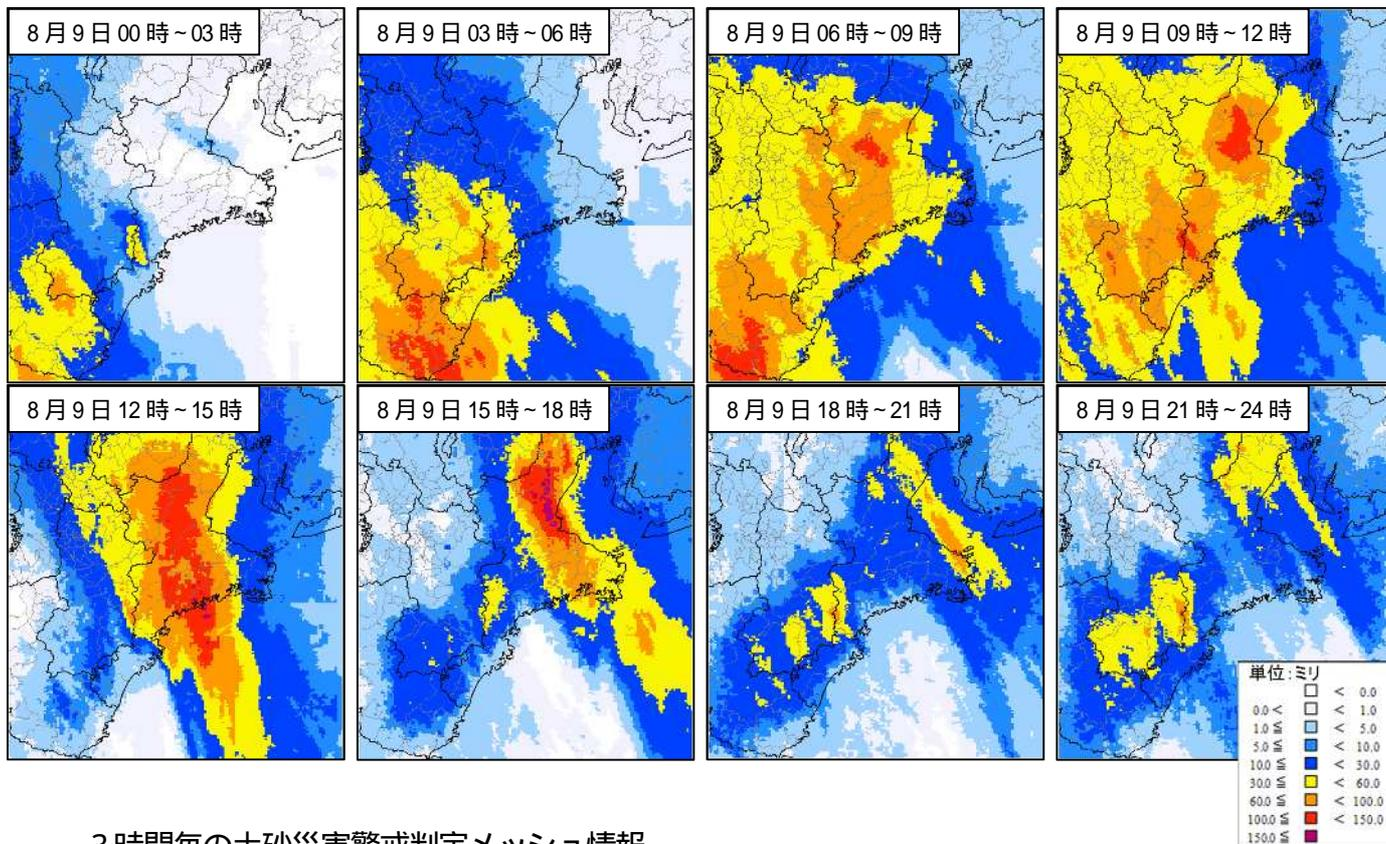 8月9日00時~03時
8月9日03時~06時
8月9日06時~09時
8月9日09時~12時
8月9日12時~15時
8月9日15時~18時
8月9日18時~21時
8月9日21時~24時
単位:ミリ
< 0.0
0.0 < < 1.0
1.0 ≦ < 5.0
5.0 ≦ < 10.0
10.0 ≦ < 30.0
30.0 ≦ < 60.0
60.0 ≦ < 100.0
100.0 ≦ < 150.0
150.0 ≦
3時間毎の土砂災害警戒判定メッシュ情報